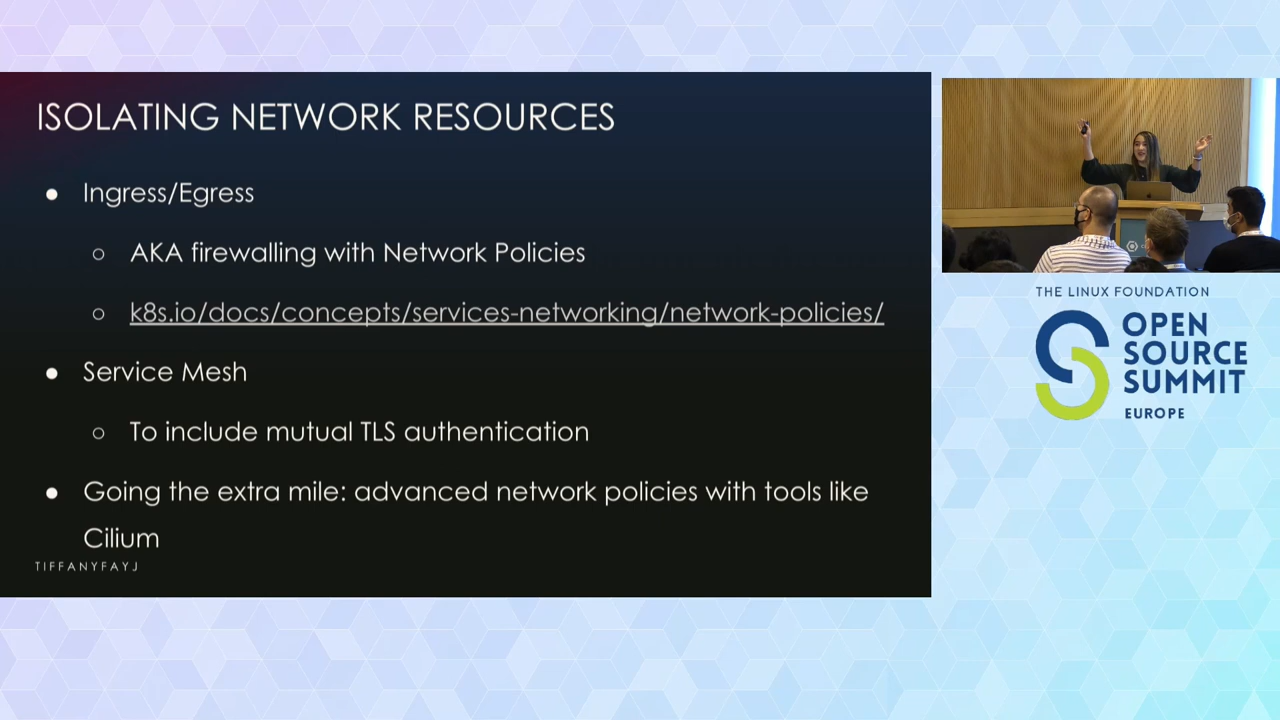 ISOLATING NETWORK RESOURCES
● Ingress/Egress
○ AKA firewalling with Network Policies
○ k8s.io/docs/concepts/services-networking/network-policies/
● Service Mesh
○ To include mutual TLS authentication
● Going the extra mile: advanced network policies with tools like
Cilium
TIFFANYFAYJ
THE LINUX FOUNDATION
OPEN
SOURCE
SUMMIT
EUROPE